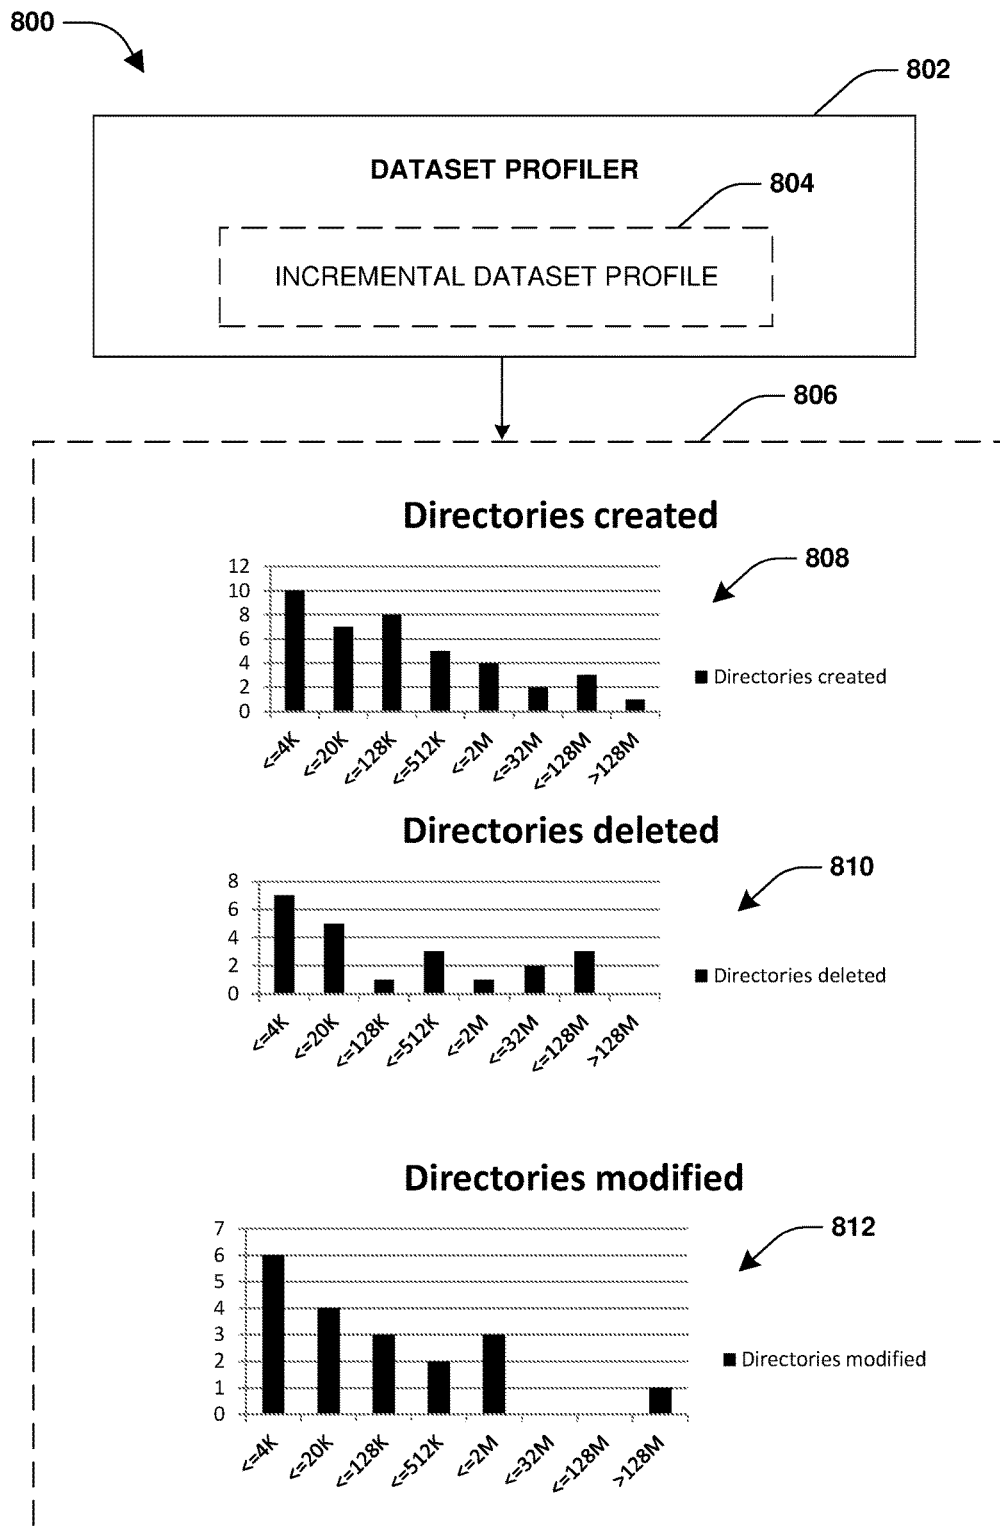 800
802
DATASET PROFILER
804
INCREMENTAL DATASET PROFILE
806
Directories created
808
12
10
8
6
4
2
0
<=4K
<=20K
<=128K
<=512K
<=2M
<=32M
<=128M
>128M
Directories created
Directories deleted
810
8
6
4
2
0
<=4K
<=20K
<=128K
<=512K
<=2M
<=32M
<=128M
>128M
Directories deleted
Directories modified
812
7
6
5
4
3
2
1
0
<=4K
<=20K
<=128K
<=512K
<=2M
<=32M
<=128M
>128M
Directories modified